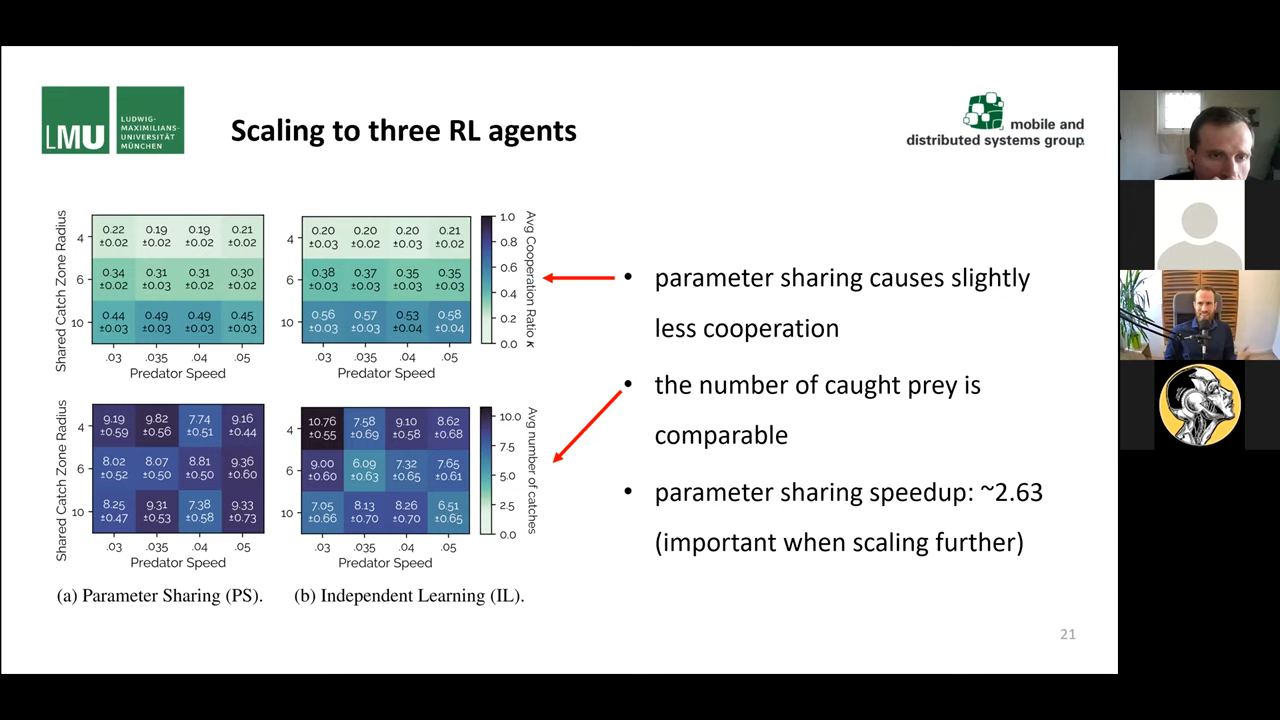 LMU
LUDWIG-
MAXIMILIANS-
UNIVERSITÄT
MÜNCHEN
Scaling to three RL agents
mobile and
distributed systems group
Shared Catch Zone Radius
4
6
10
0.22 0.19 0.19 0.21
±0.02 ±0.02 ±0.02 ±0.02
0.34 0.31 0.31 0.30
±0.02 ±0.03 ±0.02 ±0.02
0.44 0.49 0.49 0.45
±0.03 ±0.03 ±0.03 ±0.03
.03 .035 .04 .05
Predator Speed
4
6
10
0.20 0.20 0.20 0.21
±0.03 ±0.02 ±0.03 ±0.02
0.38 0.37 0.35 0.35
±0.03 ±0.03 ±0.03 ±0.03
0.56 0.57 0.53 0.58
±0.03 ±0.03 ±0.04 ±0.04
.03 .035 .04 .05
Predator Speed
1.0
0.8
0.6
0.4
0.2
0.0
Avg Cooperation Ratio κ
Shared Catch Zone Radius
4
6
10
9.19 9.82 7.74 9.16
±0.59 ±0.56 ±0.51 ±0.44
8.02 8.07 8.81 9.36
±0.52 ±0.50 ±0.50 ±0.60
8.25 9.31 7.38 9.33
±0.47 ±0.53 ±0.58 ±0.73
.03 .035 .04 .05
Predator Speed
4
6
10
10.76 7.58 9.10 8.62
±0.55 ±0.69 ±0.58 ±0.68
9.00 6.09 7.32 7.65
±0.60 ±0.63 ±0.65 ±0.61
7.05 8.13 8.26 6.51
±0.66 ±0.70 ±0.70 ±0.65
.03 .035 .04 .05
Predator Speed
10.0
7.5
5.0
2.5
0.0
Avg number of catches
(a) Parameter Sharing (PS).
(b) Independent Learning (IL).
• parameter sharing causes slightly
less cooperation
• the number of caught prey is
comparable
• parameter sharing speedup: ~2.63
(important when scaling further)
21